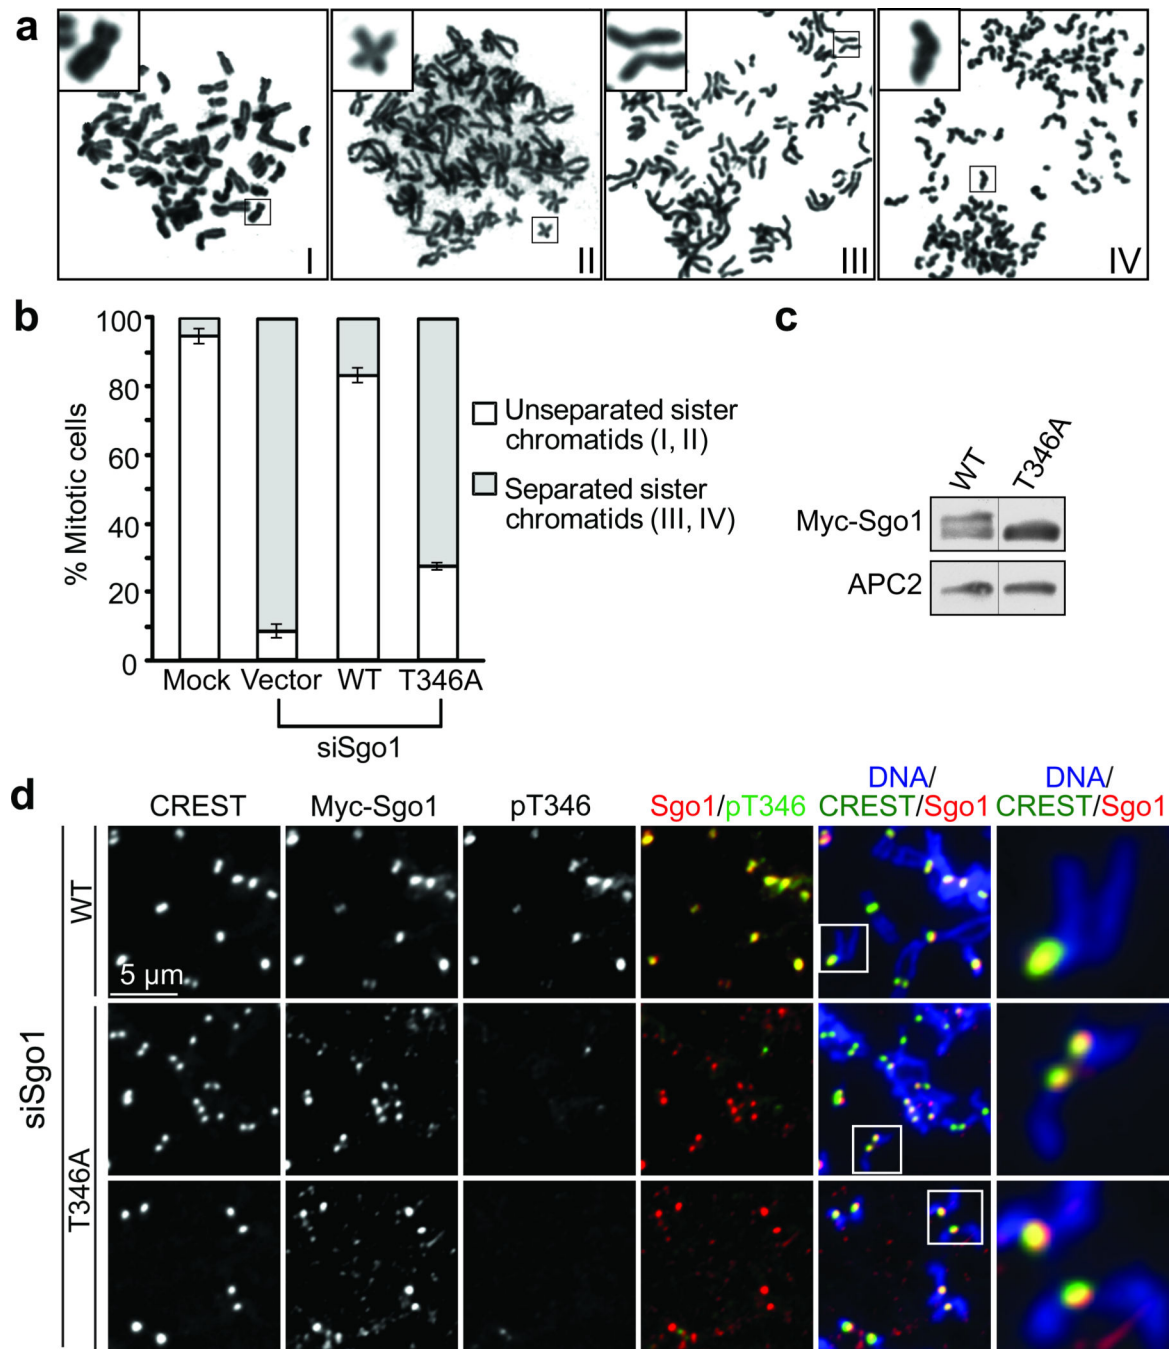 a
I
II
III
IV
b
100
80
60
40
20
0
% Mitotic cells
Mock Vector WT T346A
siSgo1
Unseparated sister
chromatids (I, II)
Separated sister
chromatids (III, IV)
c
WT
T346A
Myc-Sgo1
APC2
d
CREST
Myc-Sgo1
pT346
Sgo1/pT346
DNA/
CREST/Sgo1
DNA/
CREST/Sgo1
siSgo1
WT
T346A
5 μm